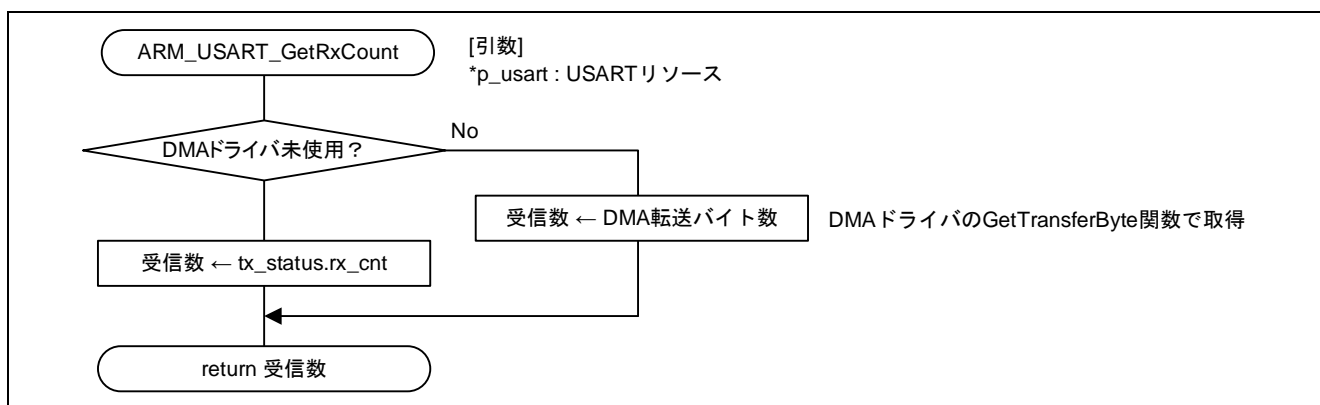 ARM_USART_GetRxCount
[引数]
*p_usart : USARTリソース
DMAドライバ未使用？
No
受信数 ← DMA転送バイト数
DMAドライバのGetTransferByte関数で取得
受信数 ← tx_status.rx_cnt
return 受信数